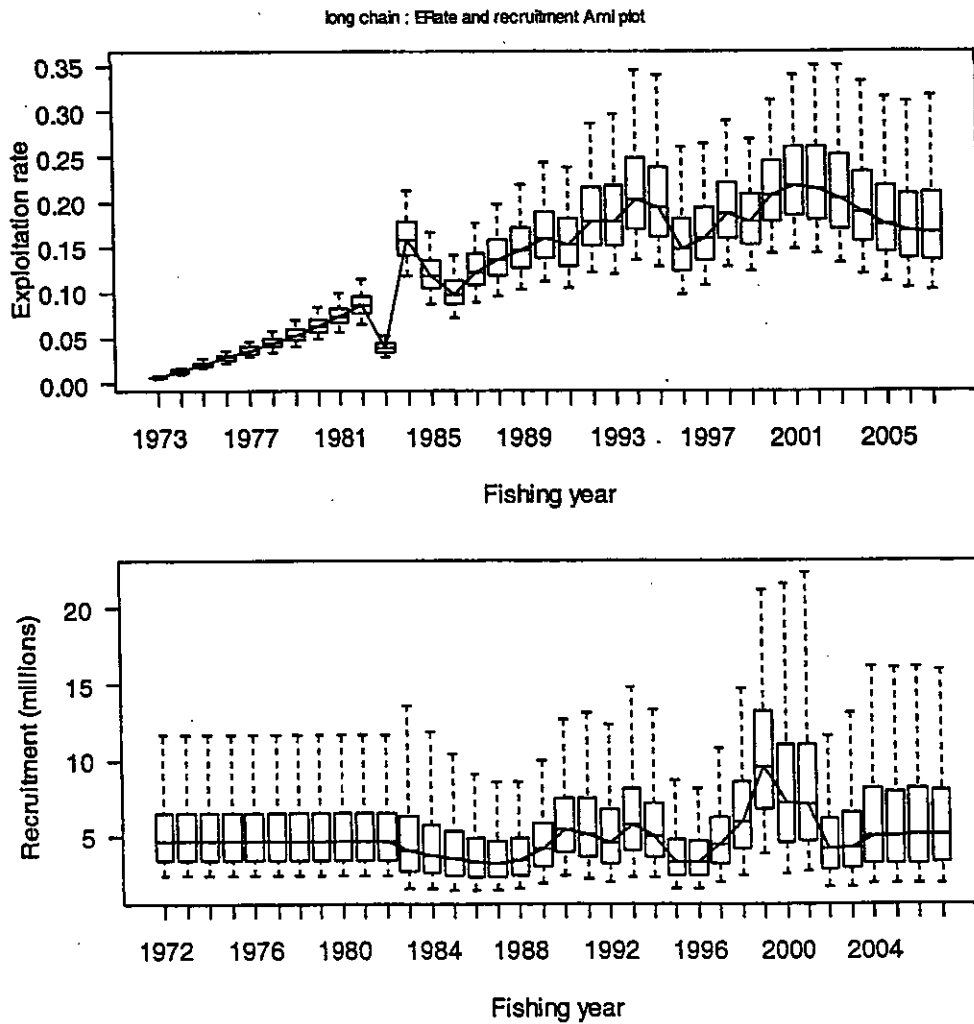 long chain : ERate and recruitment Aml plot
Exploitation rate
0.35
0.30
0.25
0.20
0.15
0.10
0.05
0.00
1973 1977 1981 1985 1989 1993 1997 2001 2005
Fishing year
Recruitment (millions)
20
15
10
5
1972 1976 1980 1984 1988 1992 1996 2000 2004
Fishing year